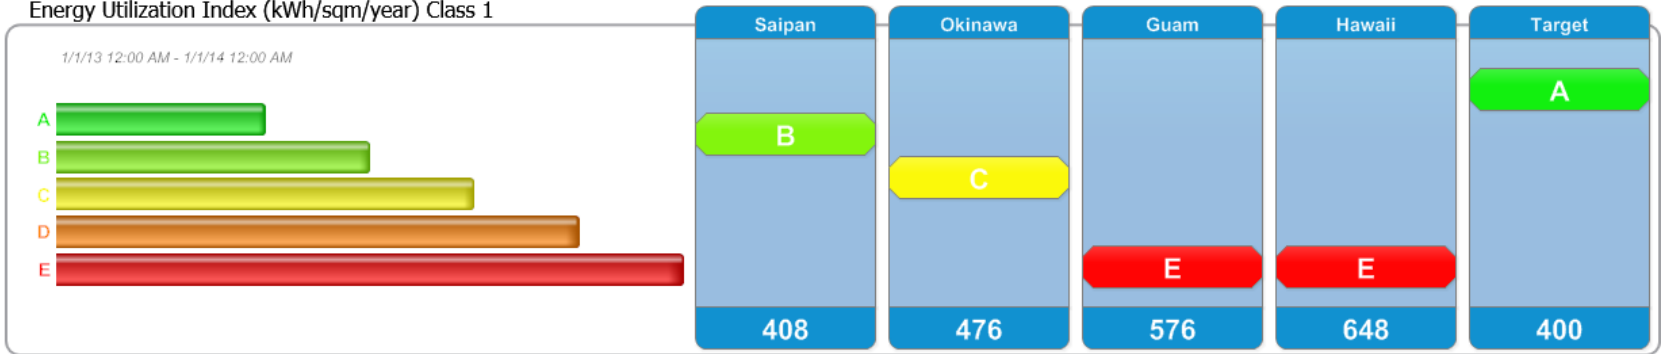 Energy Utilization Index (kWh/sqm/year) Class 1
1/1/13 12:00 AM - 1/1/14 12:00 AM
A
B
C
D
E
Saipan
B
408
Okinawa
C
476
Guam
E
576
Hawaii
E
648
Target
A
400